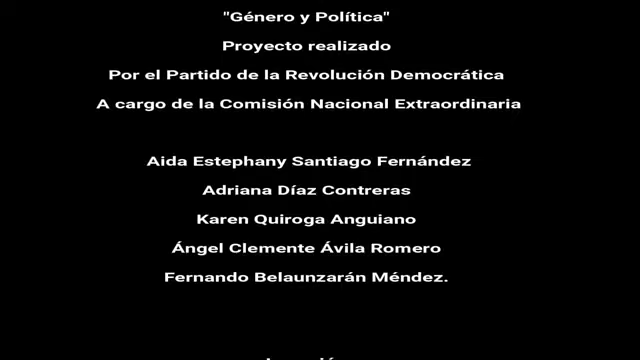 "Género y Política"
Proyecto realizado
Por el Partido de la Revolución Democrática
A cargo de la Comisión Nacional Extraordinaria
Aida Estephany Santiago Fernández
Adriana Díaz Contreras
Karen Quiroga Anguiano
Ángel Clemente Ávila Romero
Fernando Belaunzarán Méndez.